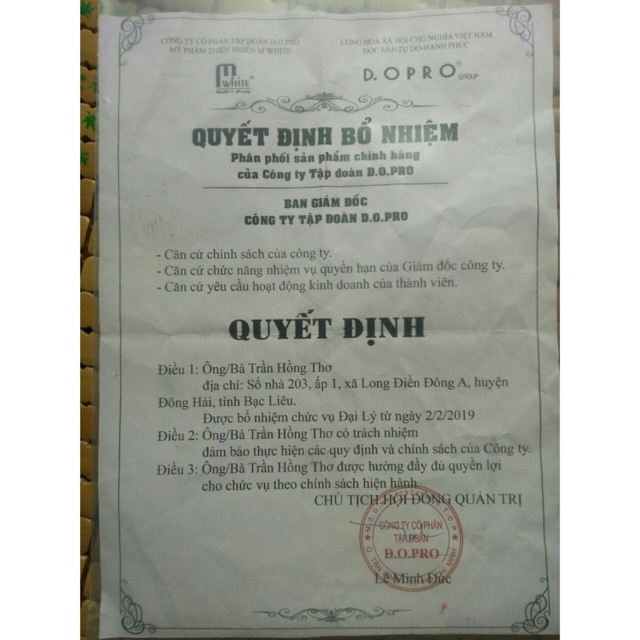 CÔNG TY CỔ PHẦN TẬP ĐOÀN D.O.PRO
MỸ PHẨM THIÊN NHIÊN M'WHITE
CỘNG HÒA XÃ HỘI CHỦ NGHĨA VIỆT NAM
ĐỘC LẬP-TỰ DO-HẠNH PHÚC
M WHITE®
D.OPRO® GROUP
QUYẾT ĐỊNH BỔ NHIỆM
Phân phối sản phẩm chính hãng
của Công ty Tập đoàn D.O.PRO
BAN GIÁM ĐỐC
CÔNG TY TẬP ĐOÀN D.O.PRO
- Căn cứ chính sách của công ty.
- Căn cứ chức năng nhiệm vụ quyền hạn của Giám đốc công ty.
- Căn cứ yêu cầu hoạt động kinh doanh của thành viên.
QUYẾT ĐỊNH
Điều 1: Ông/Bà Trần Hồng Thơ
địa chỉ: Số nhà 203, ấp 1, xã Long Điền Đông A, huyện
Đông Hải, tỉnh Bạc Liêu.
Được bổ nhiệm chức vụ Đại Lý từ ngày 2/2/2019
Điều 2: Ông/Bà Trần Hồng Thơ có trách nhiệm
đảm bảo thực hiện các quy định và chính sách của Công ty.
Điều 3: Ông/Bà Trần Hồng Thơ được hưởng đầy đủ quyền lợi
cho chức vụ theo chính sách hiện hành.
CHỦ TỊCH HỘI ĐỒNG QUẢN TRỊ
CÔNG TY CỔ PHẦN
TẬP ĐOÀN
D.O.PRO
Lê Minh Đức